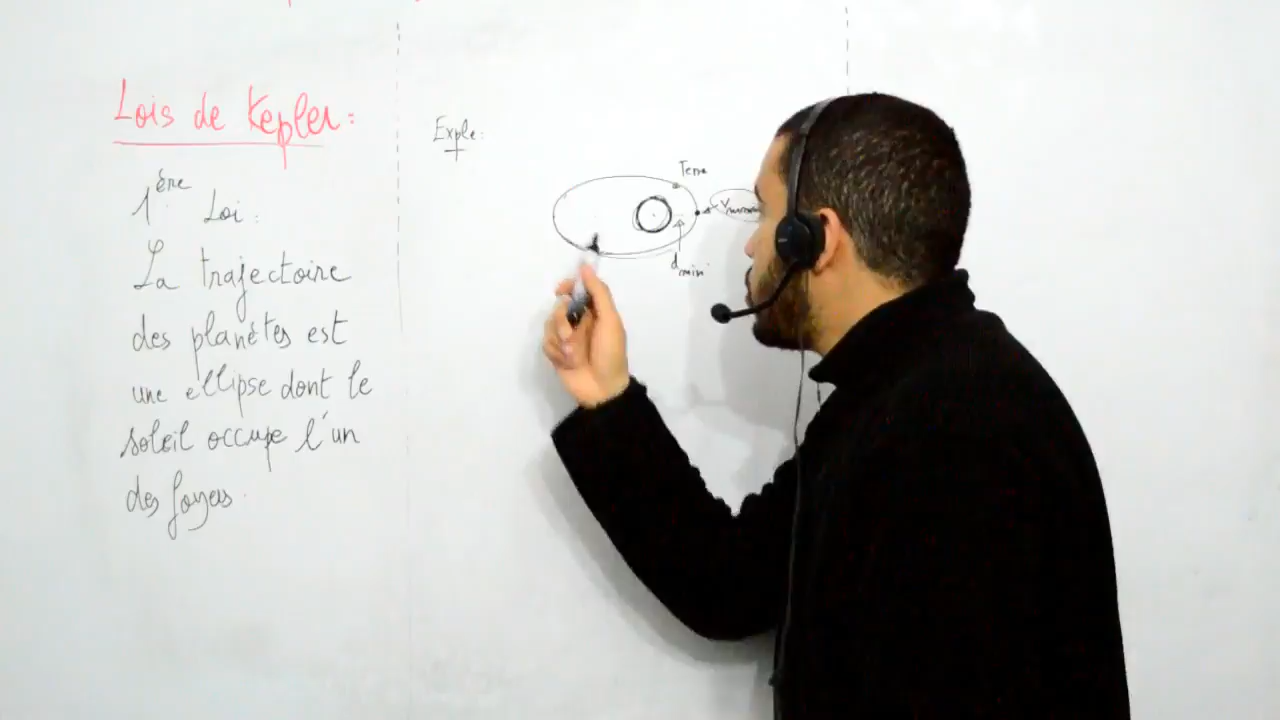 Lois de Kepler :
1ère Loi :
La trajectoire
des planètes est
une ellipse dont le
soleil occupe l'un
des foyers.
Exple :
Terre
dmini